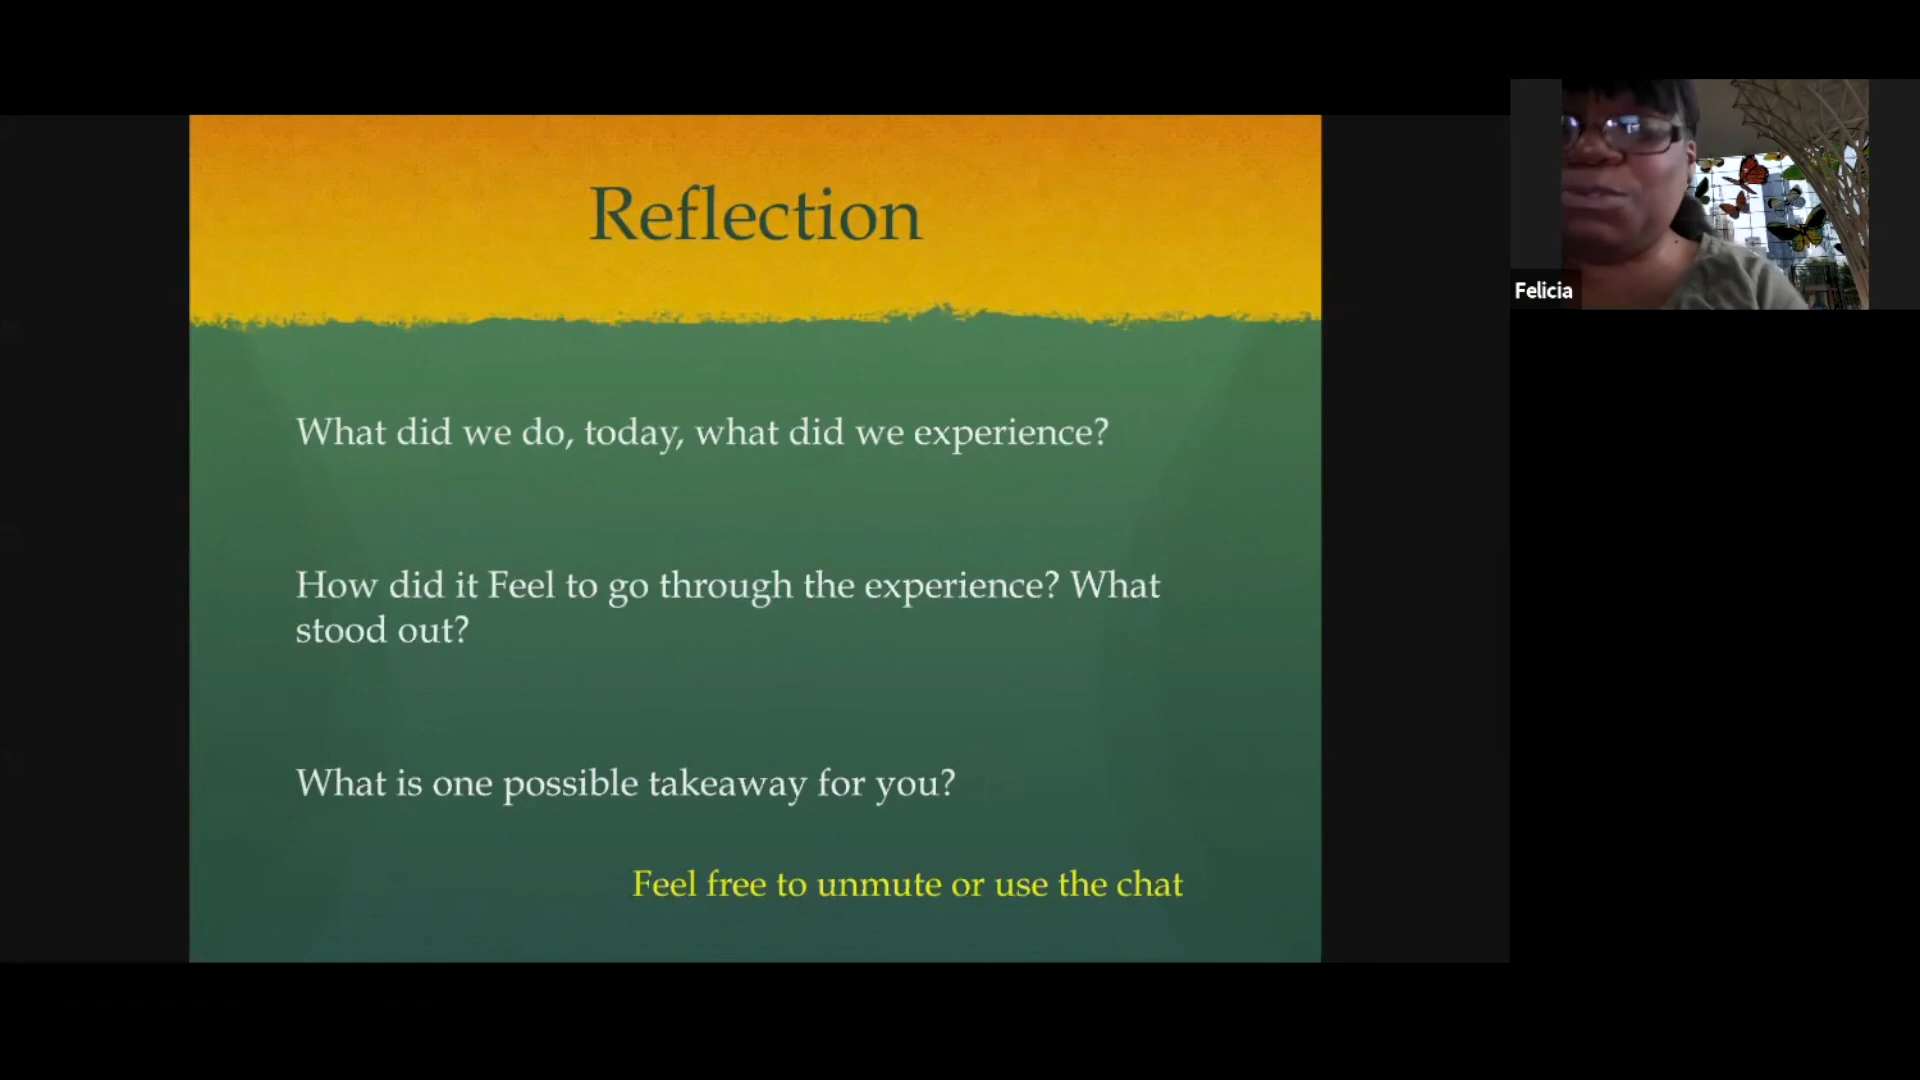 Reflection
What did we do, today, what did we experience?
How did it Feel to go through the experience? What
stood out?
What is one possible takeaway for you?
Feel free to unmute or use the chat
Felicia